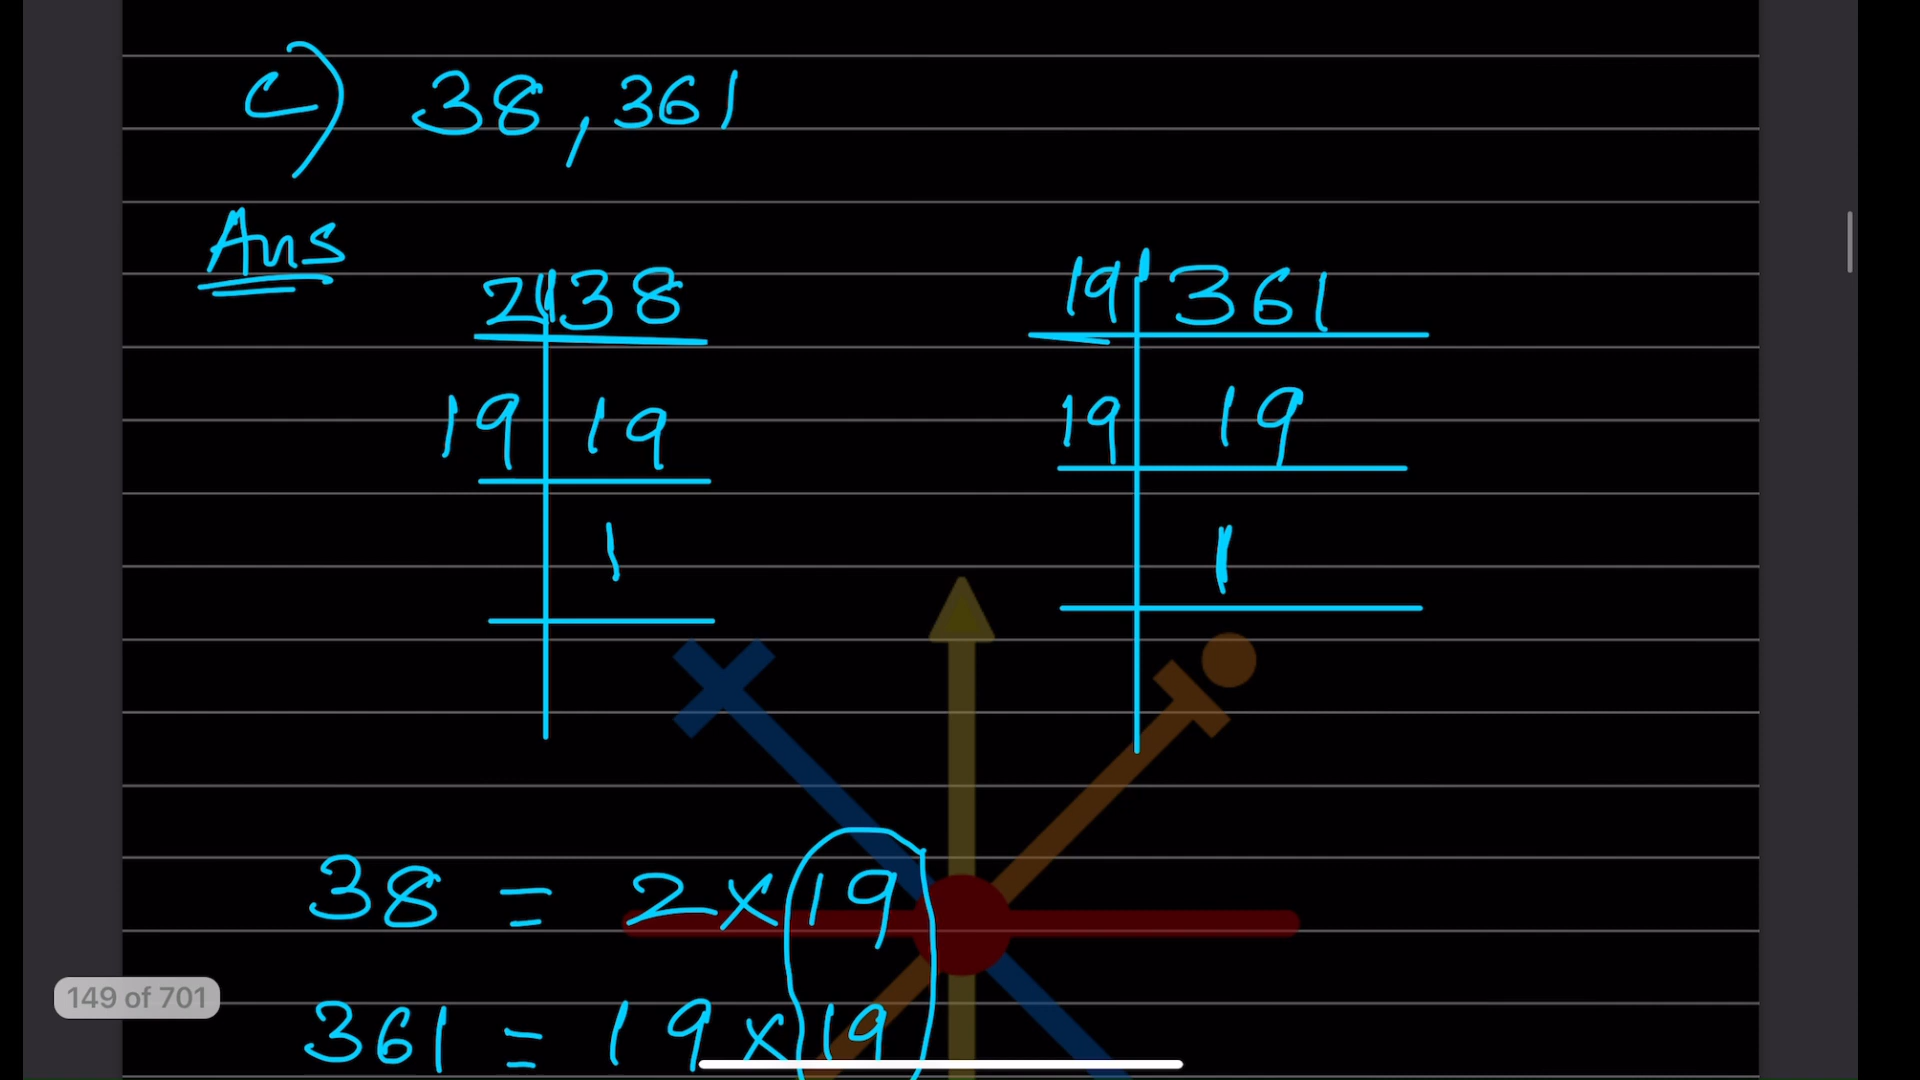 c) 38, 361
Ans
2 38 19 361
19 19 19 19
1 1
38 = 2 × 19
361 = 19 × 19
149 of 701